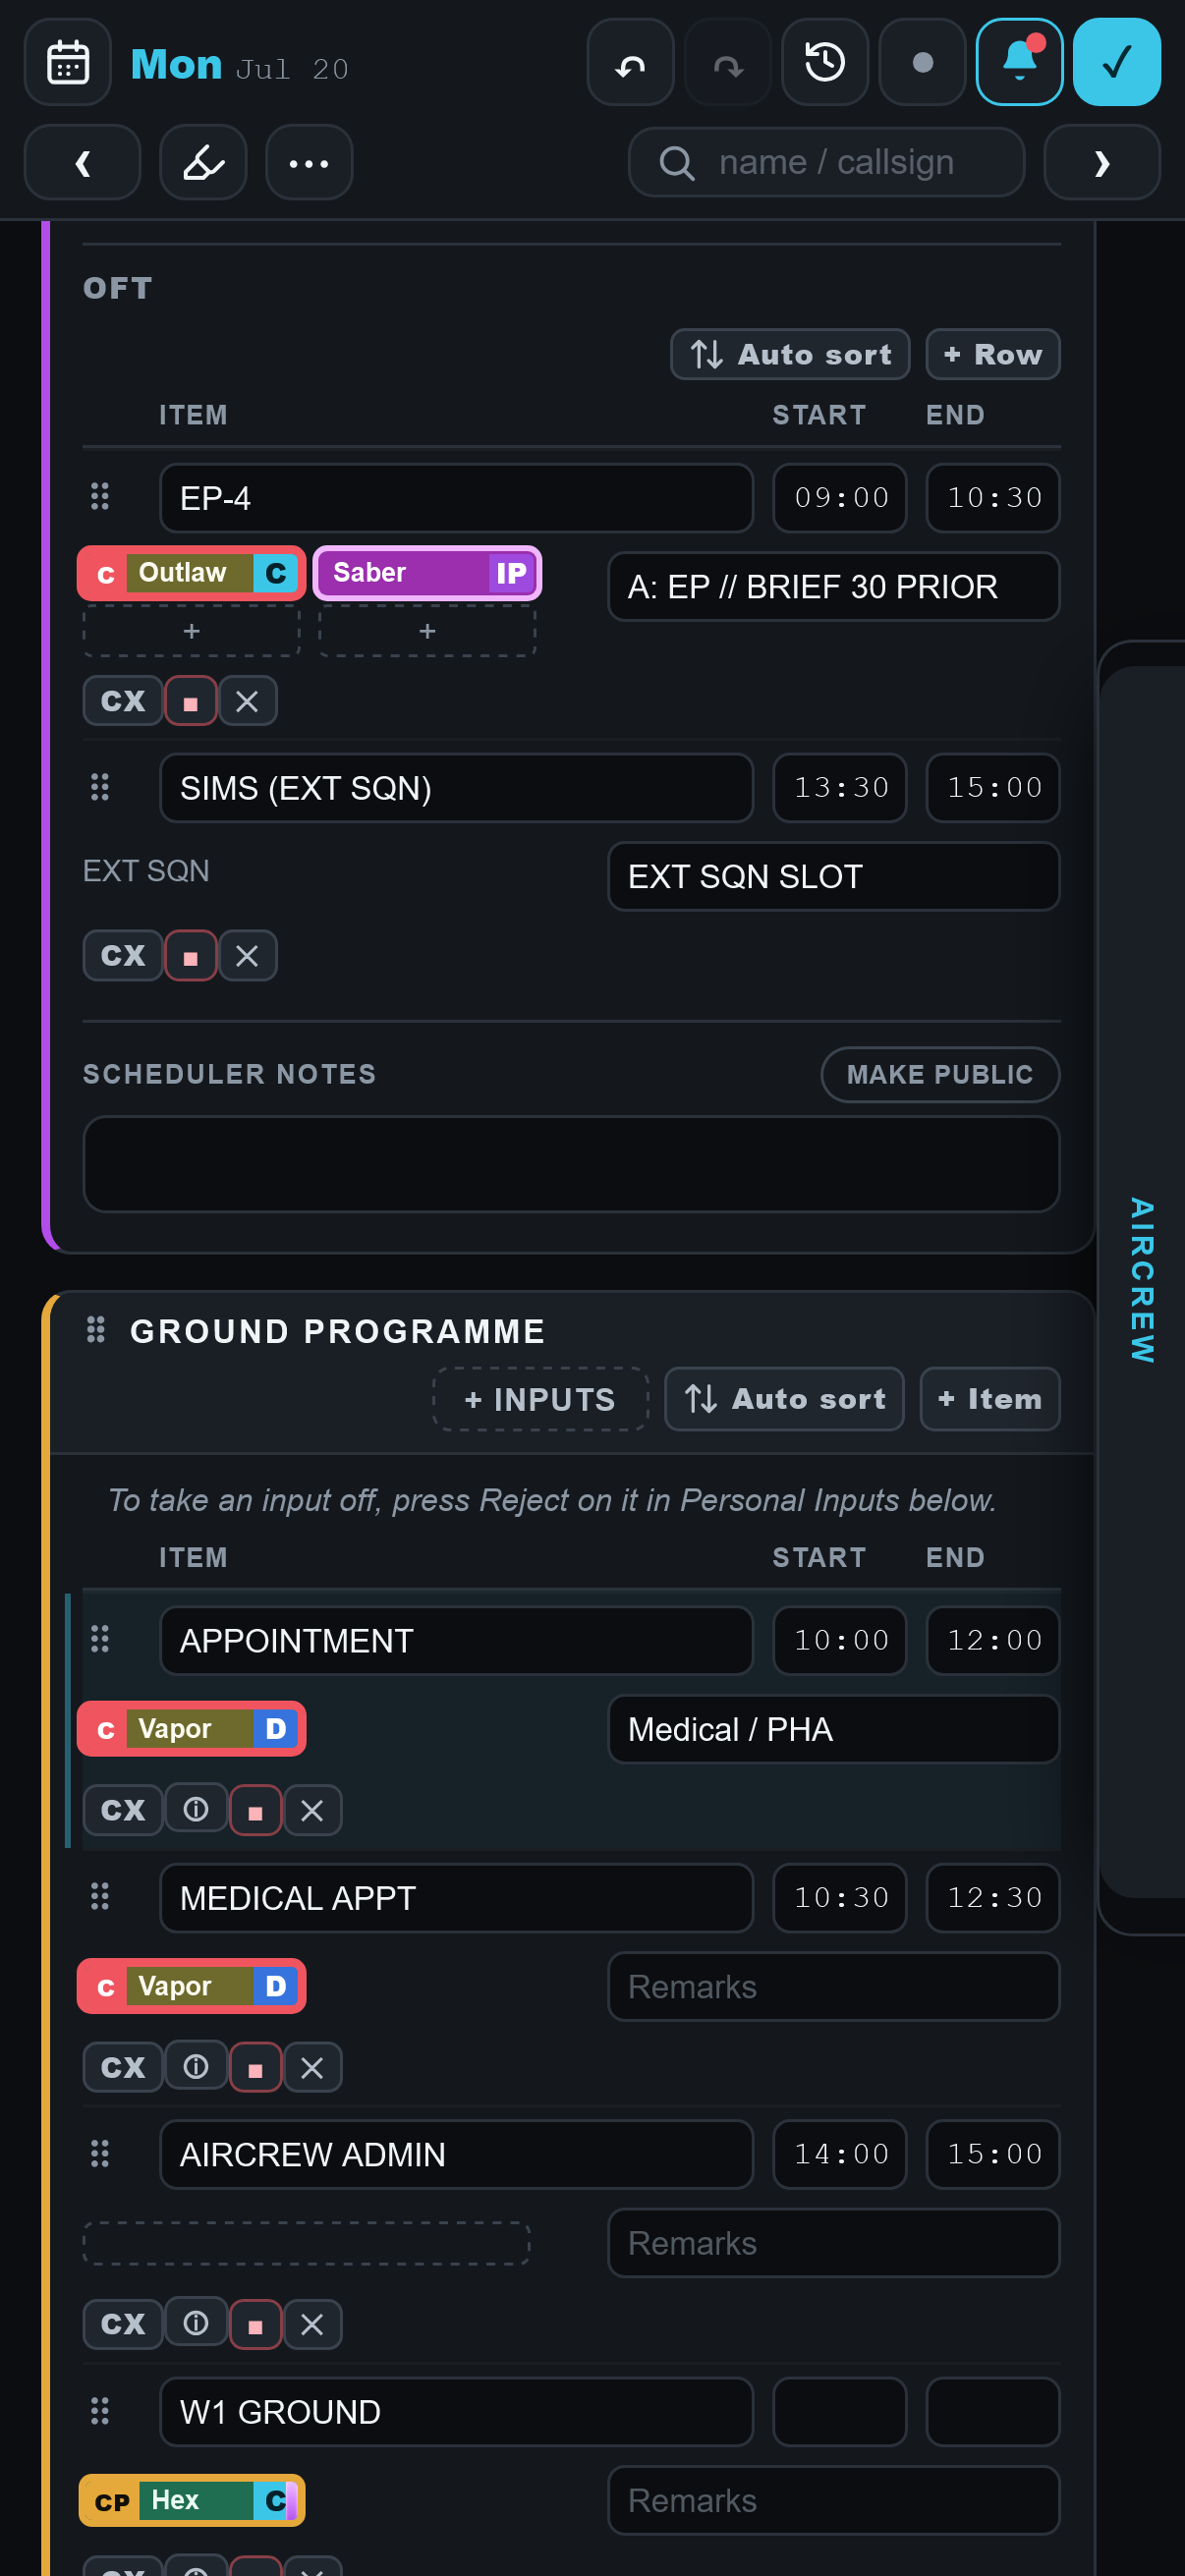 Mon Jul 20
name / callsign
OFT
Auto sort + Row
ITEM START END
EP-4 09:00 10:30
C Outlaw C Saber IP A: EP // BRIEF 30 PRIOR
+ +
CX
SIMS (EXT SQN) 13:30 15:00
EXT SQN EXT SQN SLOT
CX
SCHEDULER NOTES MAKE PUBLIC
AIRCREW
GROUND PROGRAMME
+ INPUTS Auto sort + Item
To take an input off, press Reject on it in Personal Inputs below.
ITEM START END
APPOINTMENT 10:00 12:00
C Vapor D Medical / PHA
CX
MEDICAL APPT 10:30 12:30
C Vapor D Remarks
CX
AIRCREW ADMIN 14:00 15:00
Remarks
CX
W1 GROUND
CP Hex C Remarks
CX